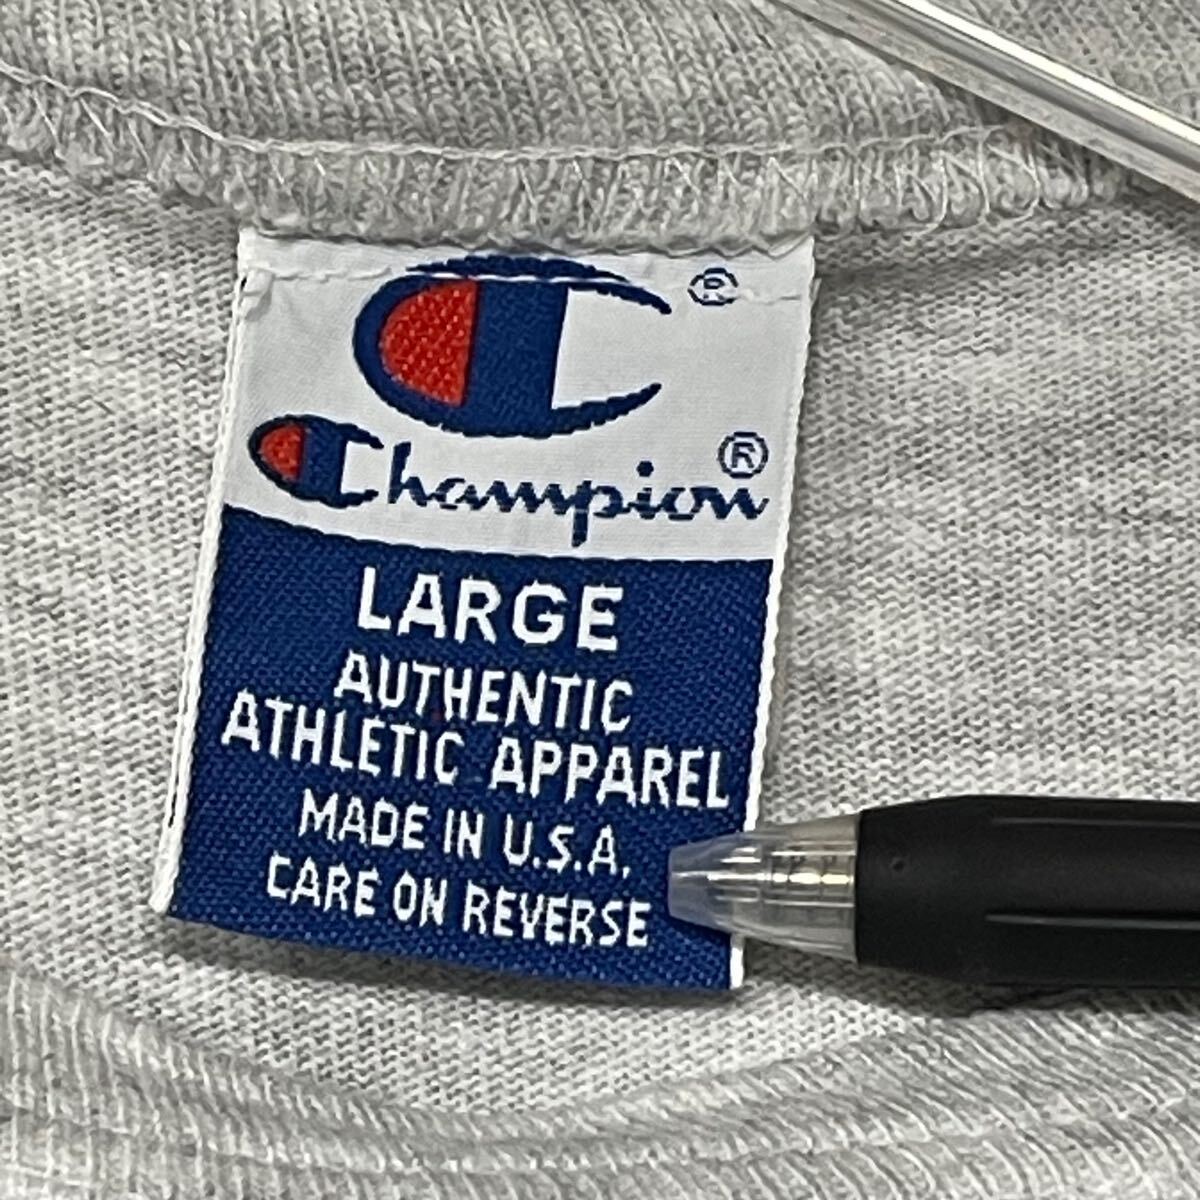 ®
Champion®
LARGE
AUTHENTIC
ATHLETIC APPAREL
MADE IN U.S.A.
CARE ON REVERSE